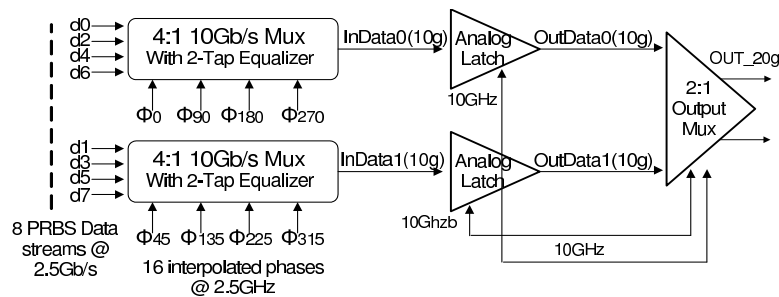 d0
d2
d4
d6
4:1 10Gb/s Mux
With 2-Tap Equalizer
Φ0 Φ90 Φ180 Φ270
InData0(10g)
Analog
Latch
10GHz
OutData0(10g)
2:1
Output
Mux
OUT_20g
d1
d3
d5
d7
4:1 10Gb/s Mux
With 2-Tap Equalizer
Φ45 Φ135 Φ225 Φ315
InData1(10g)
Analog
Latch
10Ghzb
OutData1(10g)
10GHz
8 PRBS Data
streams @
2.5Gb/s
16 interpolated phases
@ 2.5GHz